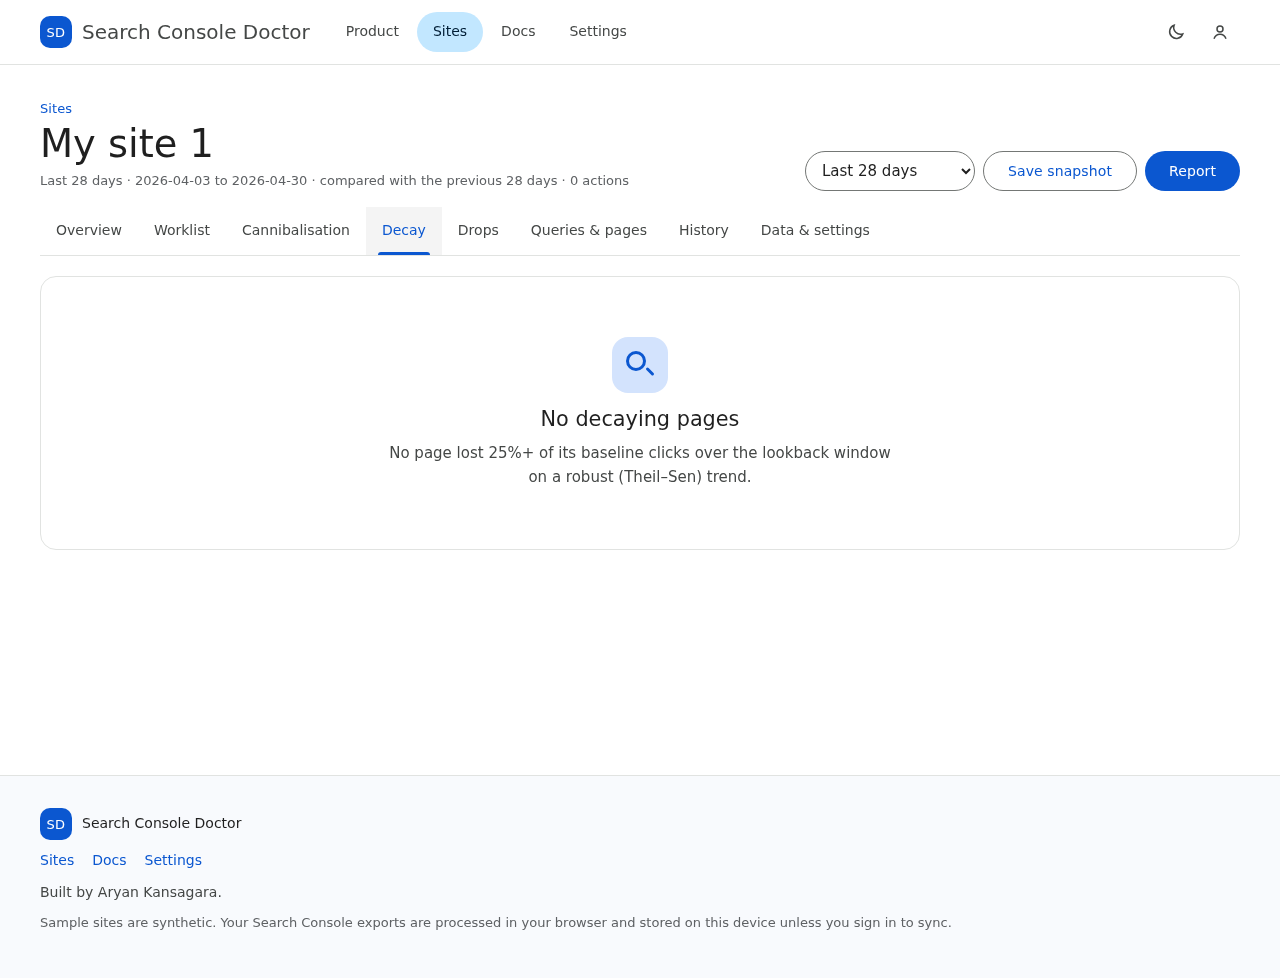 SD Search Console Doctor Product Sites Docs Settings
Sites
My site 1
Last 28 days · 2026-04-03 to 2026-04-30 · compared with the previous 28 days · 0 actions
Last 28 days Save snapshot Report
Overview Worklist Cannibalisation Decay Drops Queries & pages History Data & settings
No decaying pages
No page lost 25%+ of its baseline clicks over the lookback window
on a robust (Theil–Sen) trend.
SD Search Console Doctor
Sites Docs Settings
Built by Aryan Kansagara.
Sample sites are synthetic. Your Search Console exports are processed in your browser and stored on this device unless you sign in to sync.